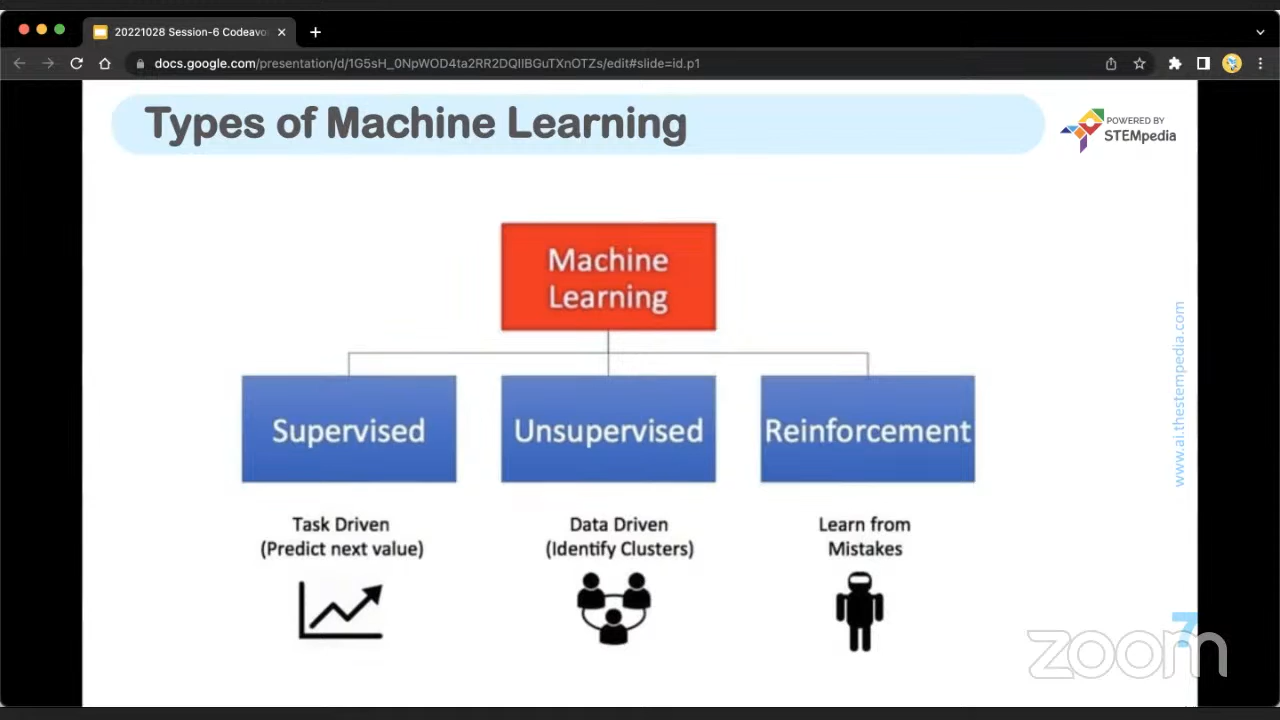 20221028 Session-6 Codeavo
docs.google.com/presentation/d/1G5sH_0NpWOD4ta2RR2DQIIBGuTXnOTZs/edit#slide=id.p1
Types of Machine Learning
POWERED BY
STEMpedia
Machine
Learning
Supervised
Unsupervised
Reinforcement
Task Driven
(Predict next value)
Data Driven
(Identify Clusters)
Learn from
Mistakes
www.ai.thestempedia.com
7
zoom